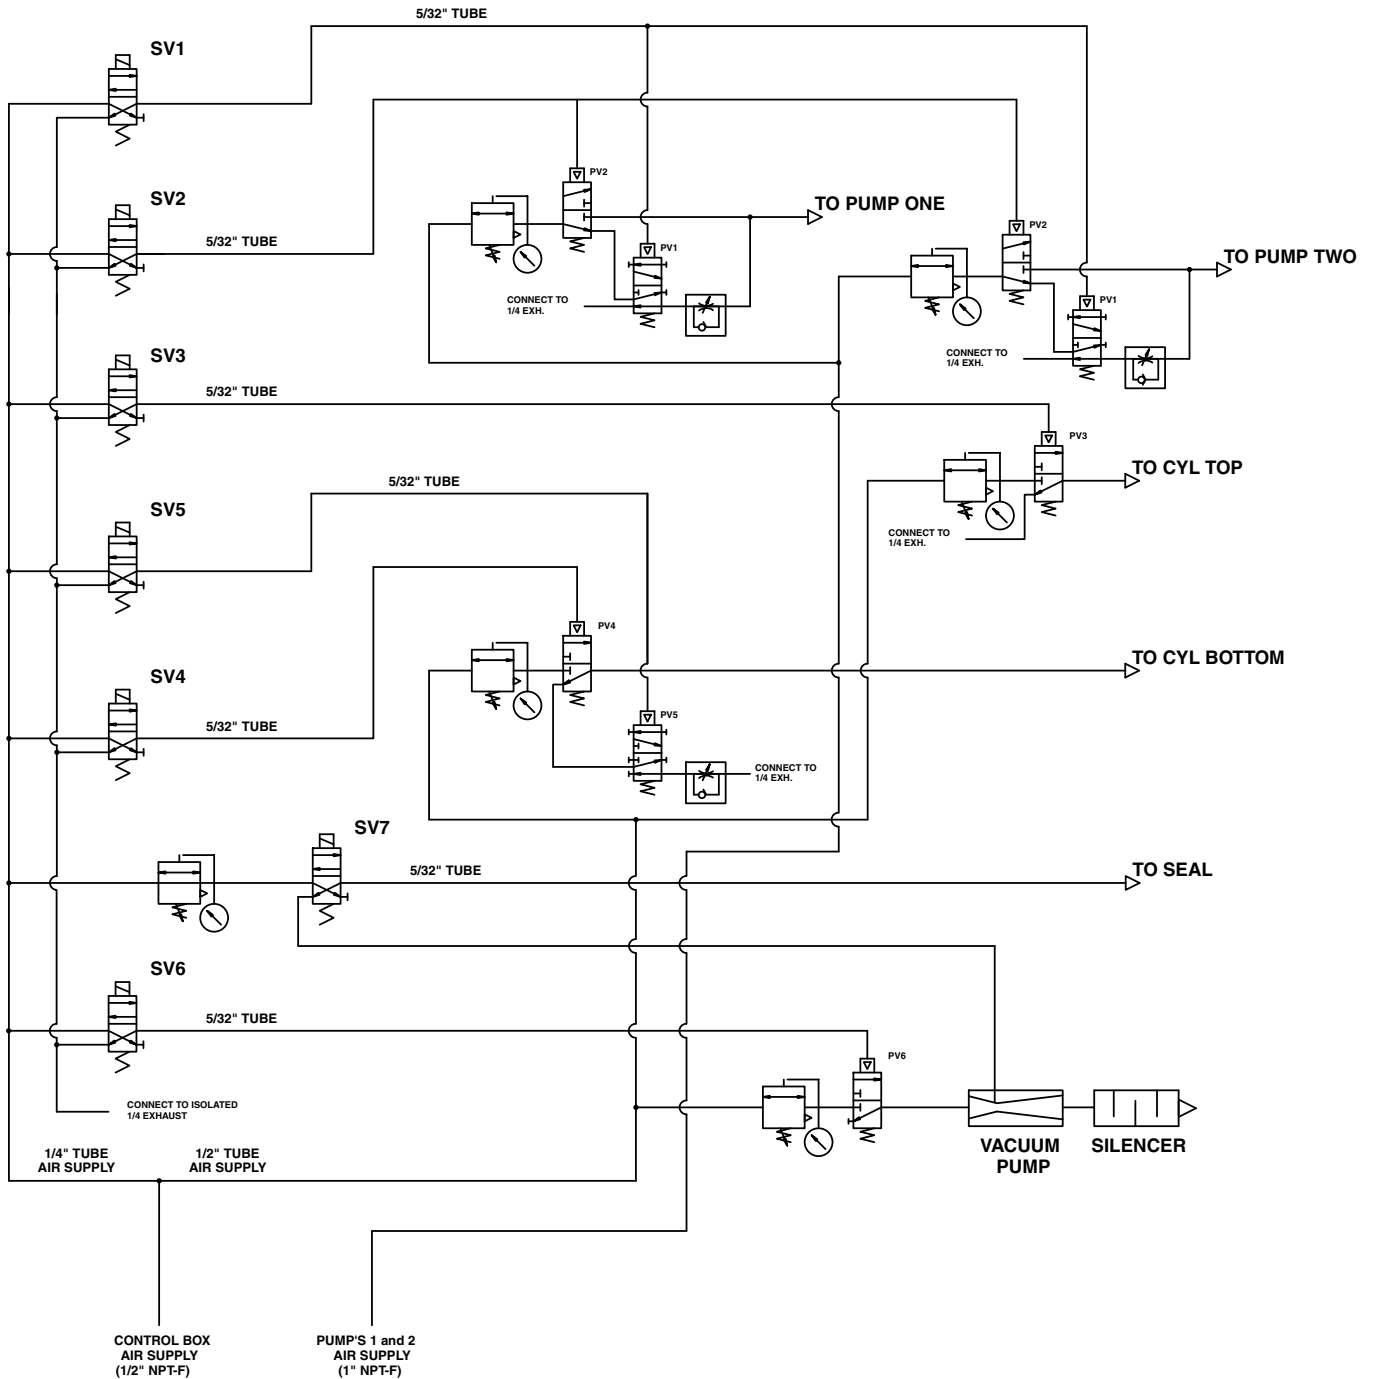 5/32" TUBE
SV1
PV2
SV2
TO PUMP ONE
PV2
5/32" TUBE
PV1
TO PUMP TWO
CONNECT TO
1/4 EXH.
PV1
SV3
CONNECT TO
1/4 EXH.
5/32" TUBE
PV3
TO CYL TOP
5/32" TUBE
SV5
CONNECT TO
1/4 EXH.
PV4
TO CYL BOTTOM
SV4
PV5
5/32" TUBE
CONNECT TO
1/4 EXH.
SV7
5/32" TUBE
TO SEAL
SV6
5/32" TUBE
PV6
CONNECT TO ISOLATED
1/4 EXHAUST
1/4" TUBE
AIR SUPPLY
1/2" TUBE
AIR SUPPLY
VACUUM
PUMP
SILENCER
CONTROL BOX
AIR SUPPLY
(1/2" NPT-F)
PUMP'S 1 and 2
AIR SUPPLY
(1" NPT-F)